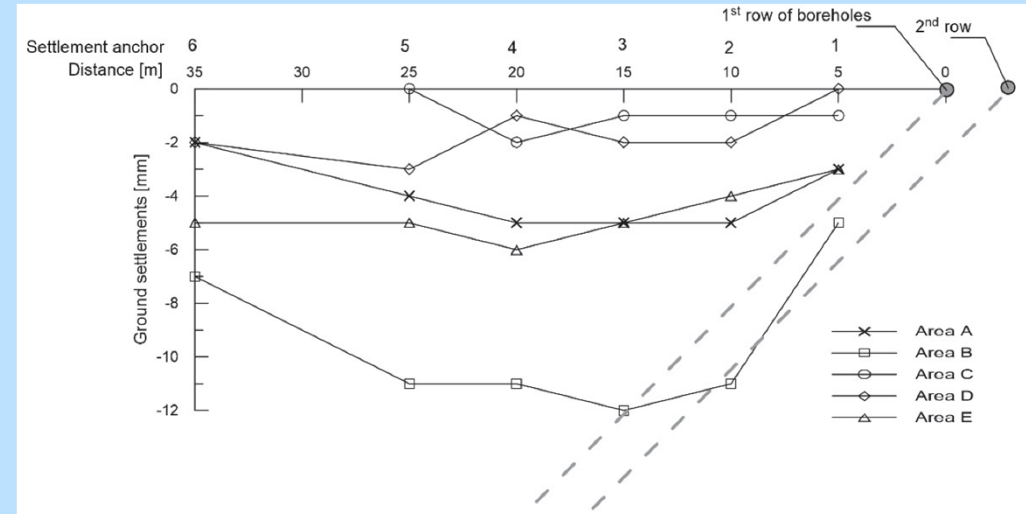 1st row of boreholes
2nd row
Settlement anchor 6 5 4 3 2 1
Distance [m] 35 30 25 20 15 10 5 0
Ground settlements [mm]
0
-2
-4
-6
-8
-10
-12
Area A
Area B
Area C
Area D
Area E